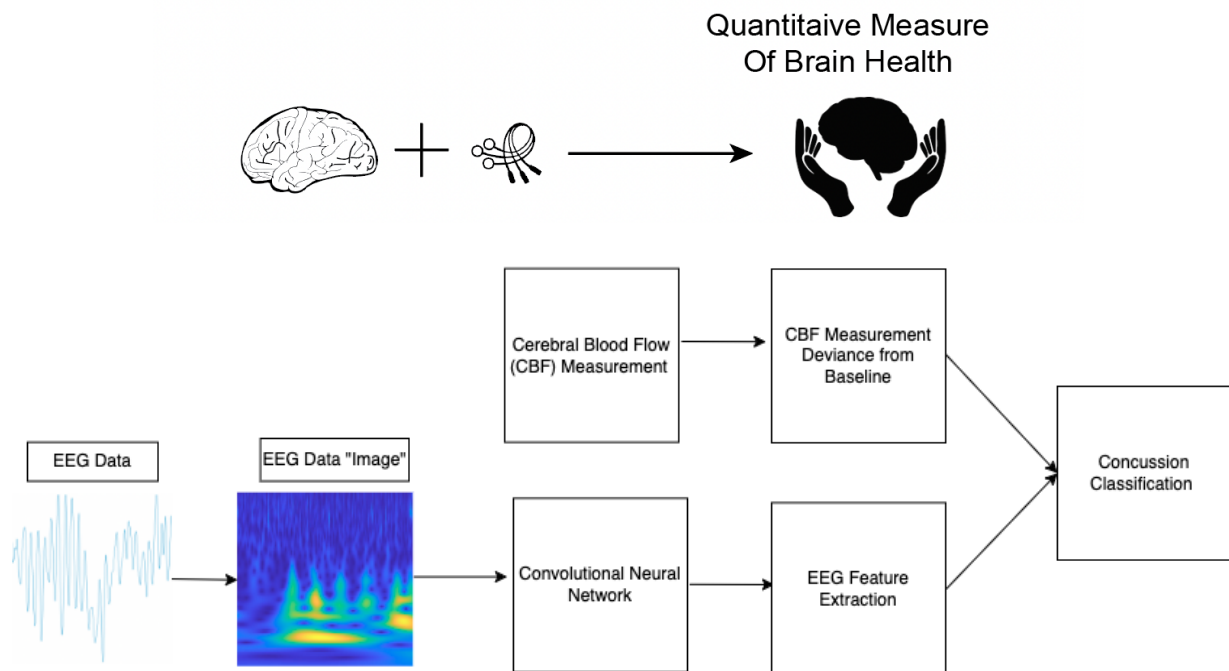 Quantitaive Measure
Of Brain Health
Cerebral Blood Flow
(CBF) Measurement
CBF Measurement
Deviance from
Baseline
EEG Data
EEG Data "Image"
Concussion
Classification
Convolutional Neural
Network
EEG Feature
Extraction